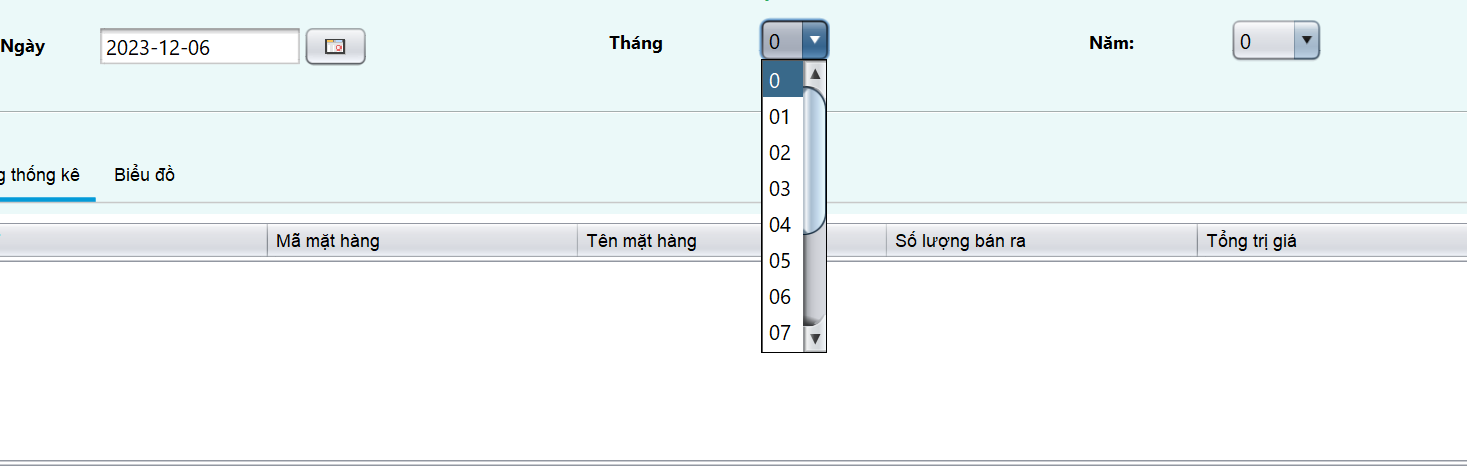 Ngày 2023-12-06 Tháng 0 Năm: 0
0
01
02
03
04
05
06
07
g thống kê Biểu đồ
Mã mặt hàng Tên mặt hàng Số lượng bán ra Tổng trị giá